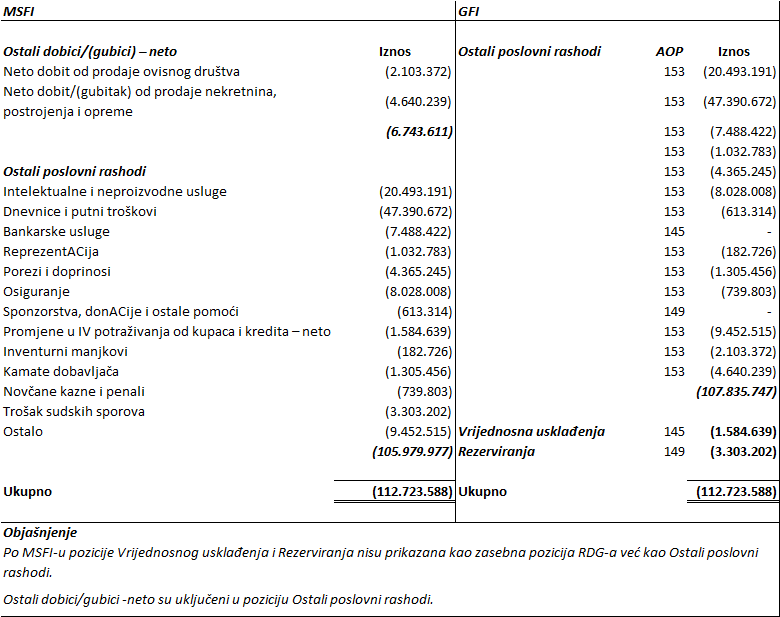 MSFI GFI
Ostali dobici/(gubici) – neto Iznos Ostali poslovni rashodi AOP Iznos
Neto dobit od prodaje ovisnog društva (2.103.372) 153 (20.493.191)
Neto dobit/(gubitak) od prodaje nekretnina,
postrojenja i opreme (4.640.239) 153 (47.390.672)
(6.743.611) 153 (7.488.422)
153 (1.032.783)
Ostali poslovni rashodi 153 (4.365.245)
Intelektualne i neproizvodne usluge (20.493.191) 153 (8.028.008)
Dnevnice i putni troškovi (47.390.672) 153 (613.314)
Bankarske usluge (7.488.422) 145 -
ReprezentACija (1.032.783) 153 (182.726)
Porezi i doprinosi (4.365.245) 153 (1.305.456)
Osiguranje (8.028.008) 153 (739.803)
Sponzorstva, donACije i ostale pomoći (613.314) 149 -
Promjene u IV potraživanja od kupaca i kredita – neto (1.584.639) 153 (9.452.515)
Inventurni manjkovi (182.726) 153 (2.103.372)
Kamate dobavljača (1.305.456) 153 (4.640.239)
Novčane kazne i penali (739.803) (107.835.747)
Trošak sudskih sporova (3.303.202)
Ostalo (9.452.515) Vrijednosna usklađenja 145 (1.584.639)
(105.979.977) Rezerviranja 149 (3.303.202)
Ukupno (112.723.588) Ukupno (112.723.588)
Objašnjenje
Po MSFI-u pozicije Vrijednosnog usklađenja i Rezerviranja nisu prikazana kao zasebna pozicija RDG-a već kao Ostali poslovni
rashodi.
Ostali dobici/gubici -neto su uključeni u poziciju Ostali poslovni rashodi.